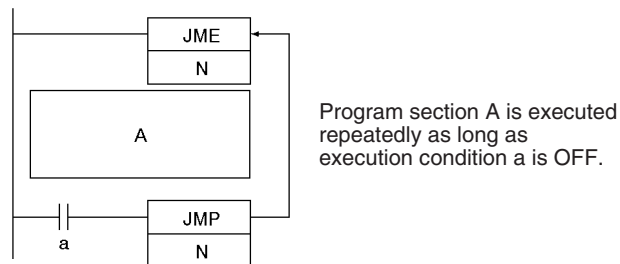 JME
N
A
Program section A is executed
repeatedly as long as
execution condition a is OFF.
a
JMP
N